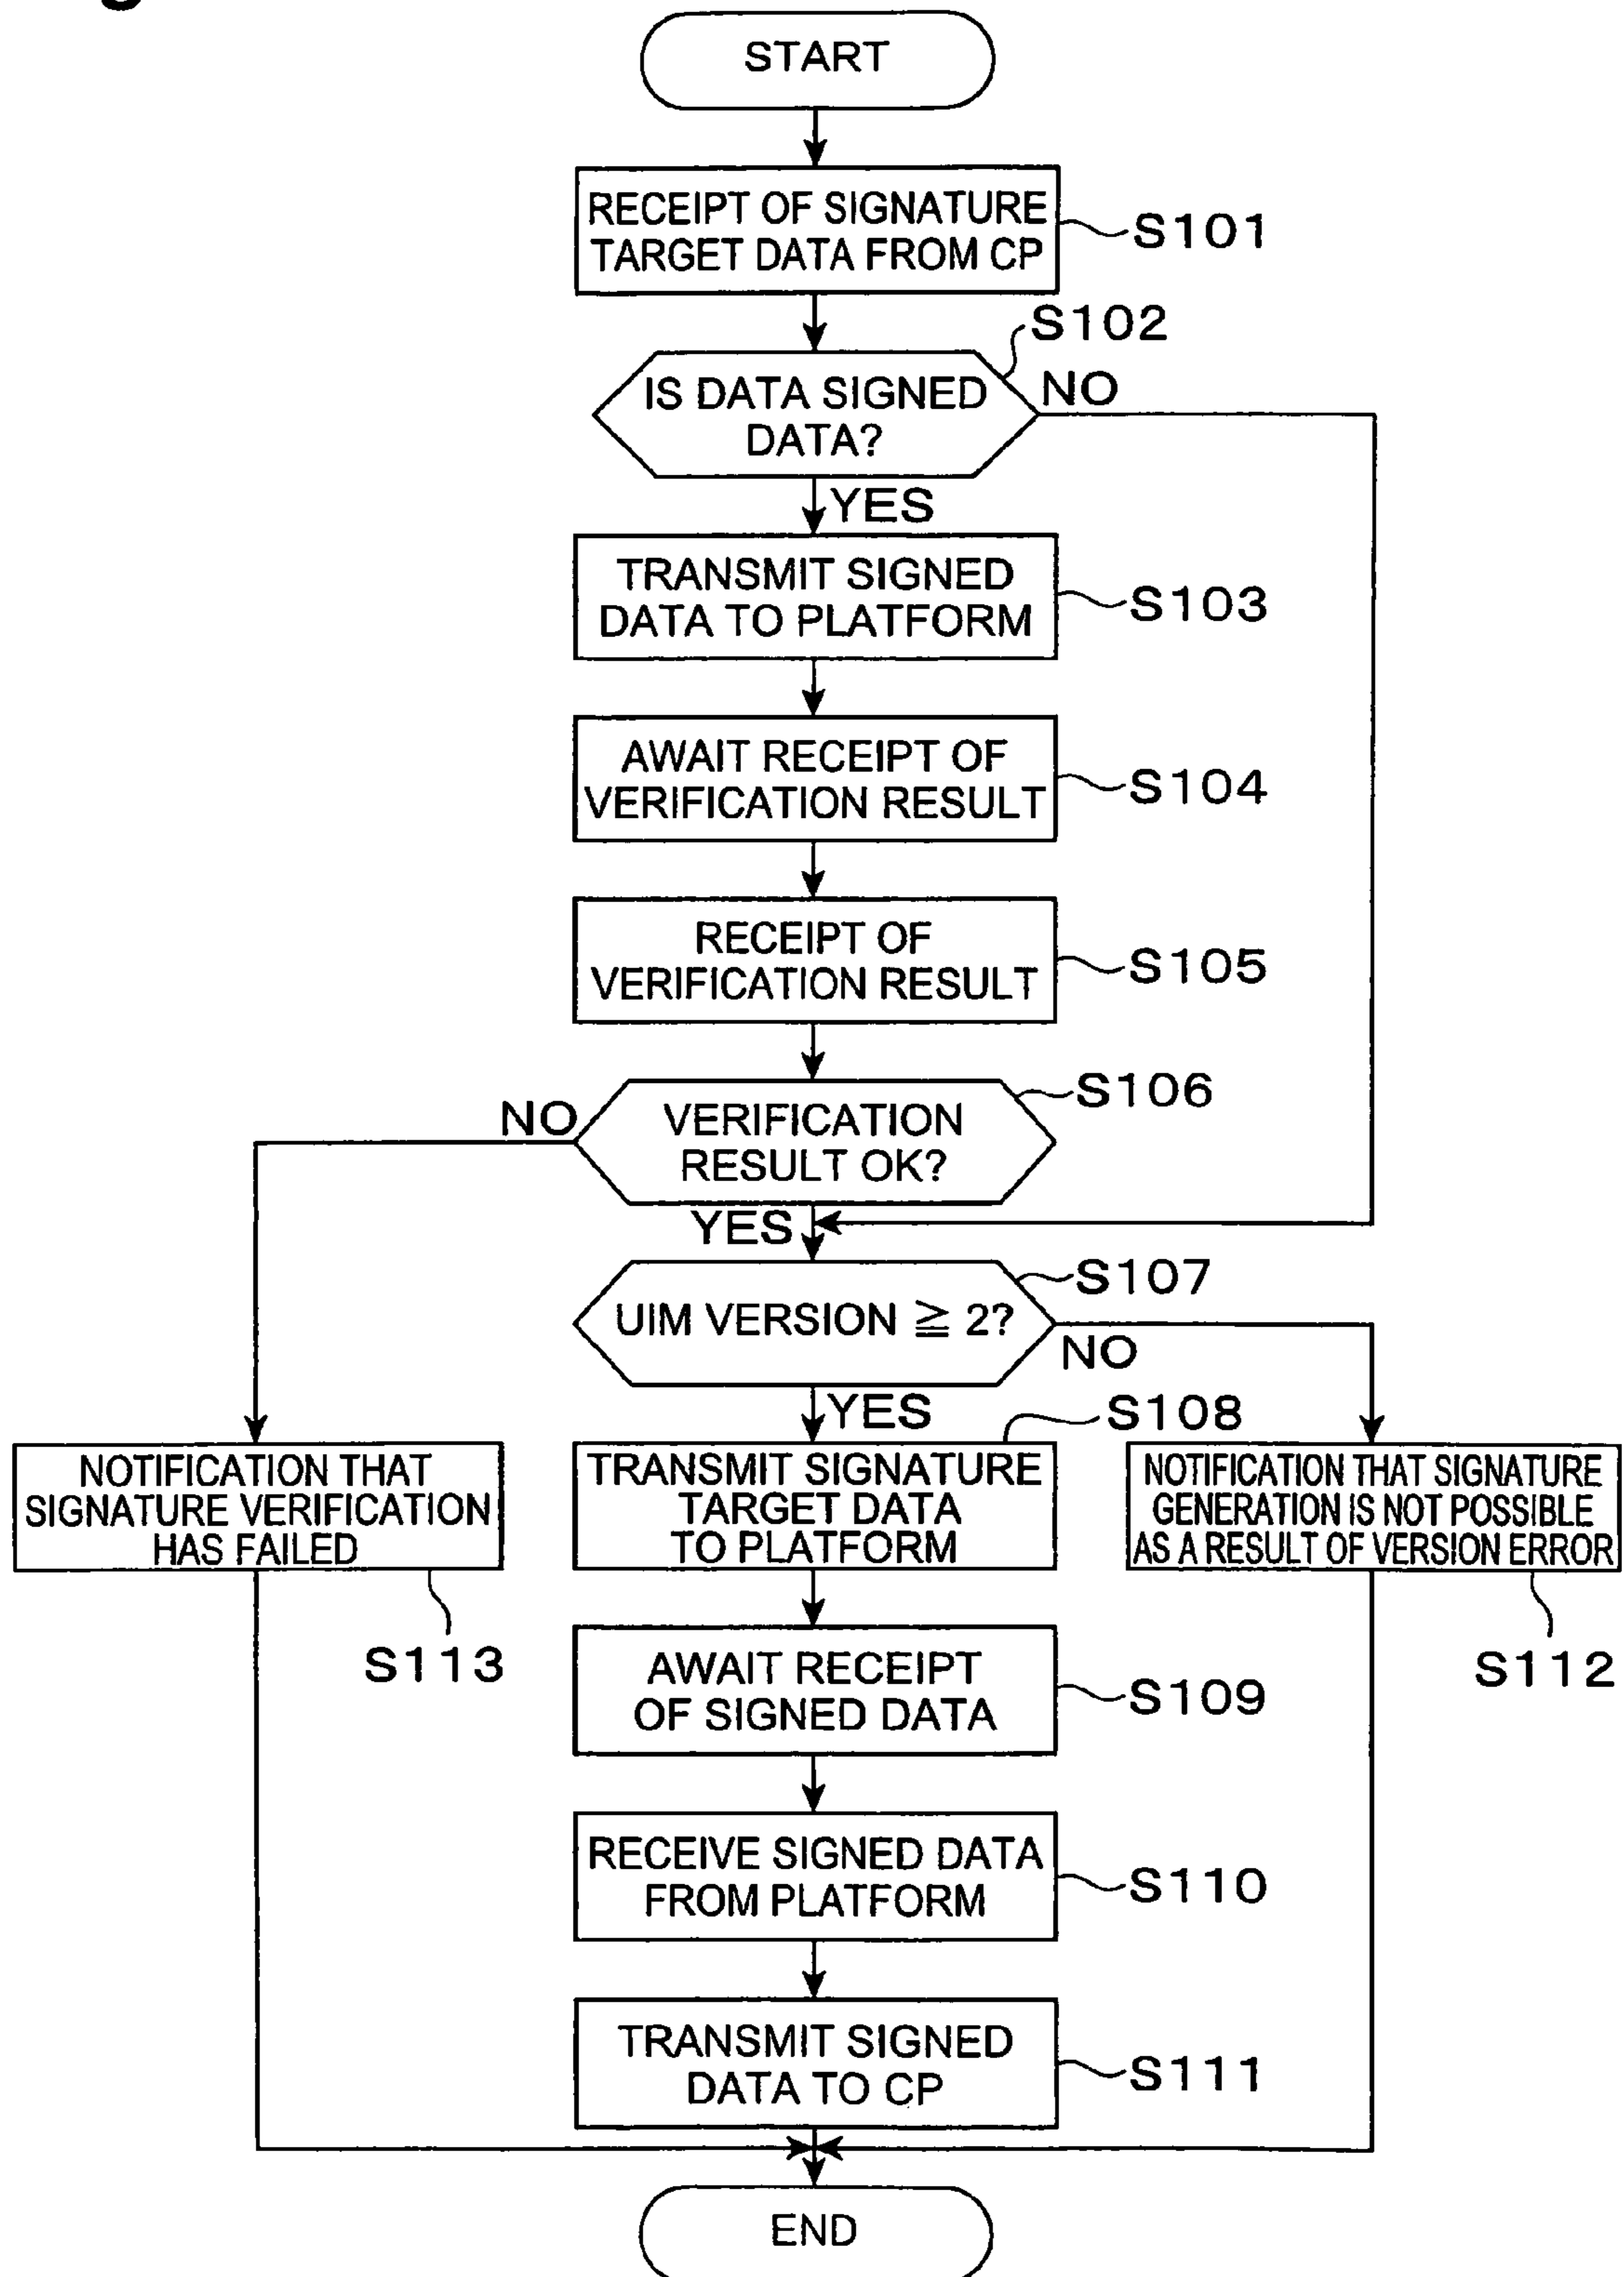 START
RECEIPT OF SIGNATURE
TARGET DATA FROM CP
S101
S102
IS DATA SIGNED
DATA?
NO
YES
TRANSMIT SIGNED
DATA TO PLATFORM
S103
AWAIT RECEIPT OF
VERIFICATION RESULT
S104
RECEIPT OF
VERIFICATION RESULT
S105
S106
NO
VERIFICATION
RESULT OK?
YES
S107
UIM VERSION ≧ 2?
NO
YES
S108
NOTIFICATION THAT
SIGNATURE VERIFICATION
HAS FAILED
S113
TRANSMIT SIGNATURE
TARGET DATA
TO PLATFORM
NOTIFICATION THAT SIGNATURE
GENERATION IS NOT POSSIBLE
AS A RESULT OF VERSION ERROR
S112
AWAIT RECEIPT
OF SIGNED DATA
S109
RECEIVE SIGNED DATA
FROM PLATFORM
S110
TRANSMIT SIGNED
DATA TO CP
S111
END